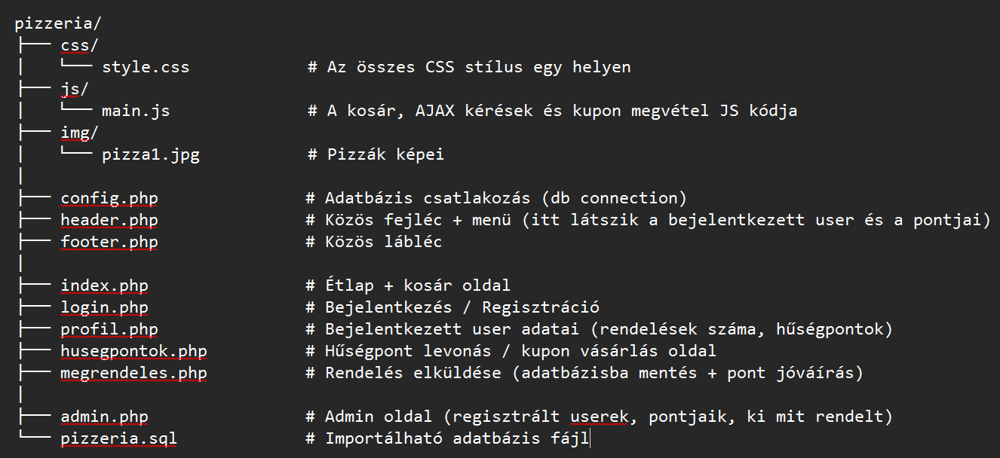 pizzeria/
├── css/
│   └── style.css # Az összes CSS stílus egy helyen
├── js/
│   └── main.js # A kosár, AJAX kérések és kupon megvétel JS kódja
├── img/
│   └── pizza1.jpg # Pizzák képei
│
├── config.php # Adatbázis csatlakozás (db connection)
├── header.php # Közös fejléc + menü (itt látszik a bejelentkezett user és a pontjai)
├── footer.php # Közös lábléc
│
├── index.php # Étlap + kosár oldal
├── login.php # Bejelentkezés / Regisztráció
├── profil.php # Bejelentkezett user adatai (rendelések száma, hűségpontok)
├── husegpontok.php # Hűségpont levonás / kupon vásárlás oldal
├── megrendeles.php # Rendelés elküldése (adatbázisba mentés + pont jóváírás)
│
├── admin.php # Admin oldal (regisztrált userek, pontjaik, ki mit rendelt)
└── pizzeria.sql # Importálható adatbázis fájl